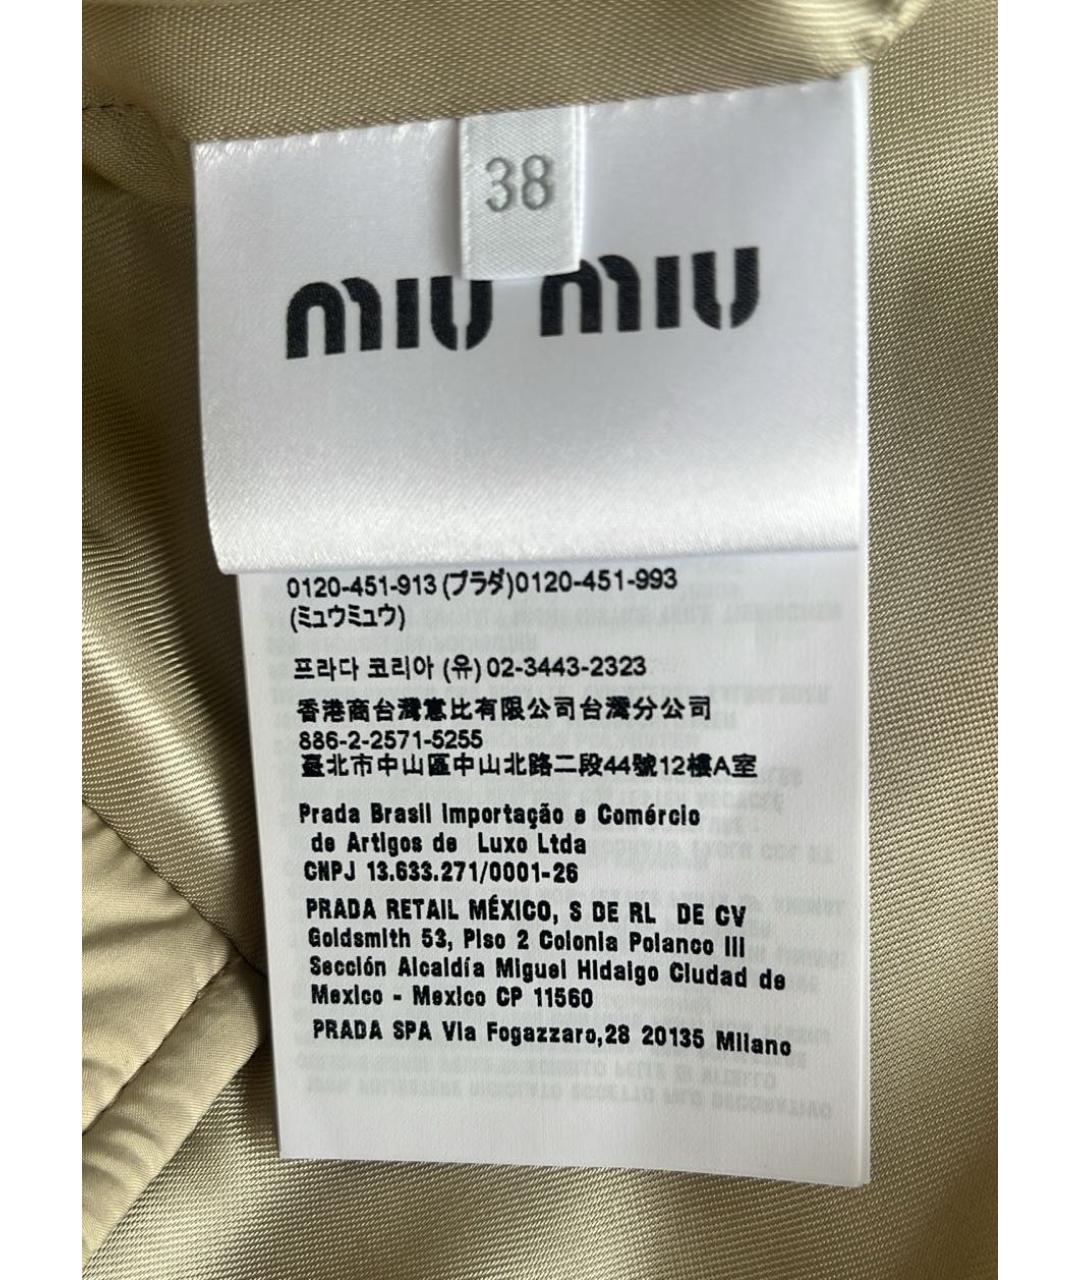 38
miu miu
0120-451-913 (プラダ)0120-451-993
(ミュウミュウ)
프라다 코리아 (유) 02-3443-2323
香港商台灣惠比有限公司台灣分公司
886-2-2571-5255
臺北市中山區中山北路二段44號12樓A室
Prada Brasil Importação e Comércio
de Artigos de Luxo Ltda
CNPJ 13.633.271/0001-26
PRADA RETAIL MÉXICO, S DE RL DE CV
Goldsmith 53, Piso 2 Colonia Polanco III
Sección Alcaldía Miguel Hidalgo Ciudad de
Mexico - Mexico CP 11560
PRADA SPA Via Fogazzaro,28 20135 Milano